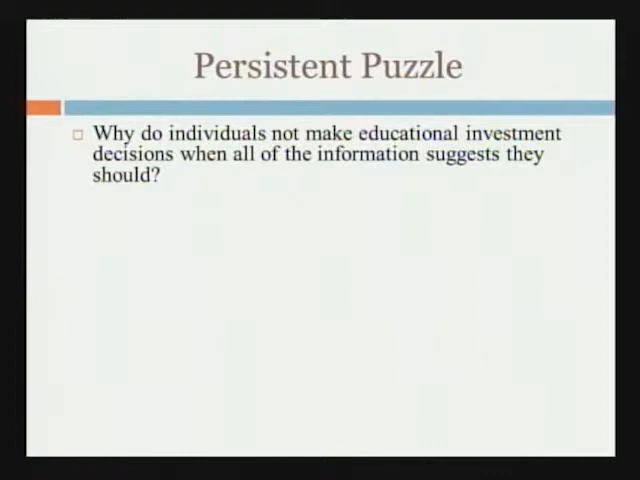 Persistent Puzzle
Why do individuals not make educational investment
decisions when all of the information suggests they
should?